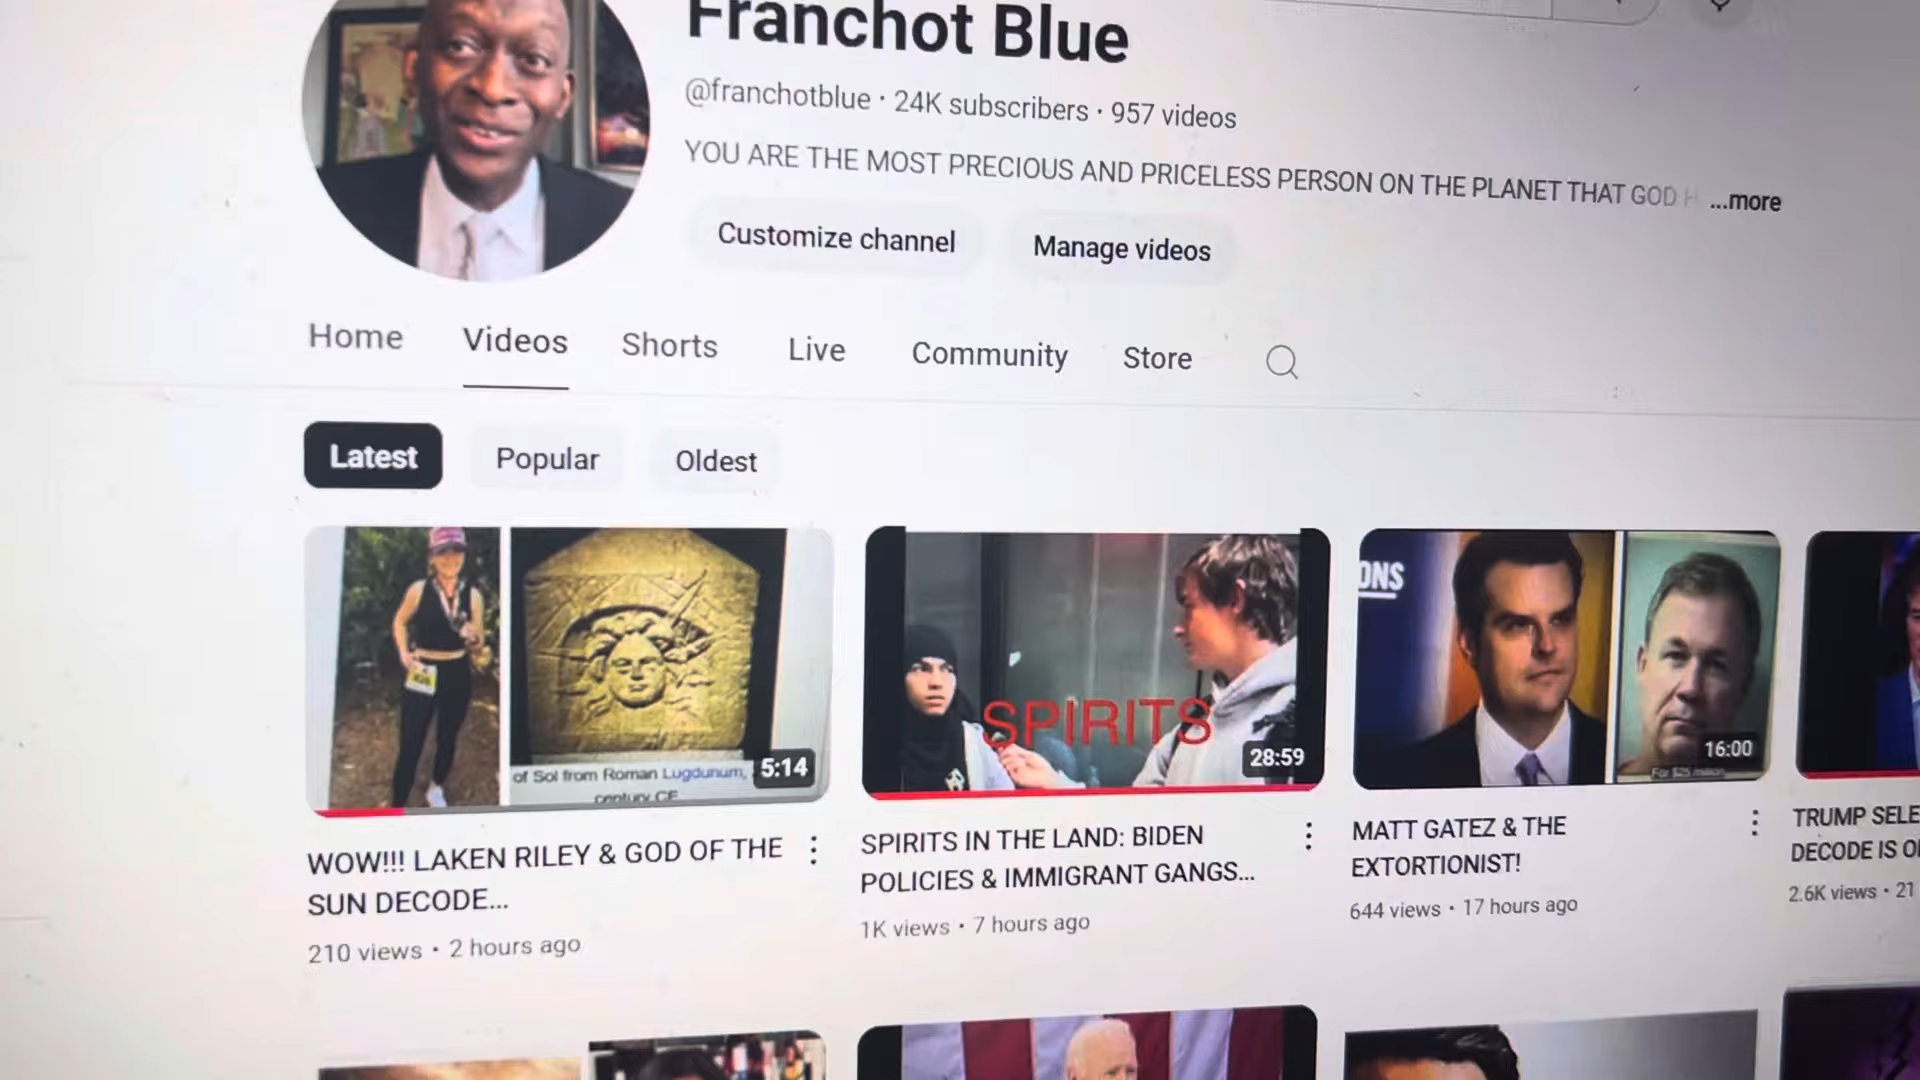 Franchot Blue
@franchotblue · 24K subscribers · 957 videos
YOU ARE THE MOST PRECIOUS AND PRICELESS PERSON ON THE PLANET THAT GOD H ...more
Customize channel
Manage videos
Home
Videos
Shorts
Live
Community
Store
Latest
Popular
Oldest
of Sol from Roman Lugdunum,
century CE
5:14
SPIRITS
28:59
ONS
For $25 million
16:00
WOW!!! LAKEN RILEY & GOD OF THE
SUN DECODE...
210 views · 2 hours ago
SPIRITS IN THE LAND: BIDEN
POLICIES & IMMIGRANT GANGS...
1K views · 7 hours ago
MATT GATEZ & THE
EXTORTIONIST!
644 views · 17 hours ago
TRUMP SELE
DECODE IS O
2.6K views · 21